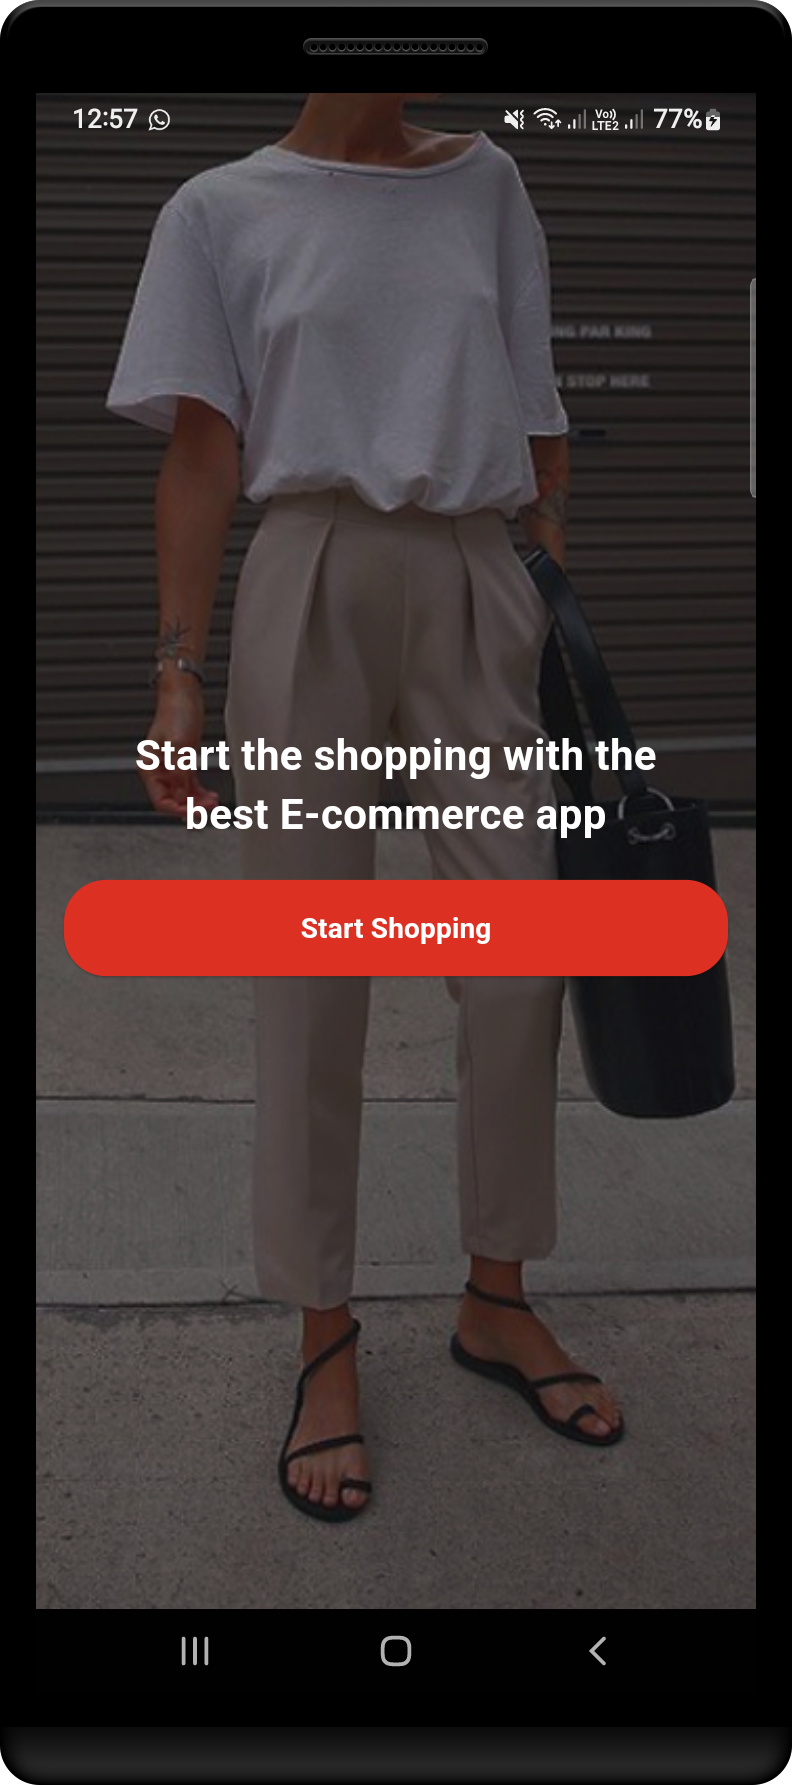 12:57
Vo)) 77%
LTE2
NG PAR KING
STOP HERE
Start the shopping with the
best E-commerce app
Start Shopping